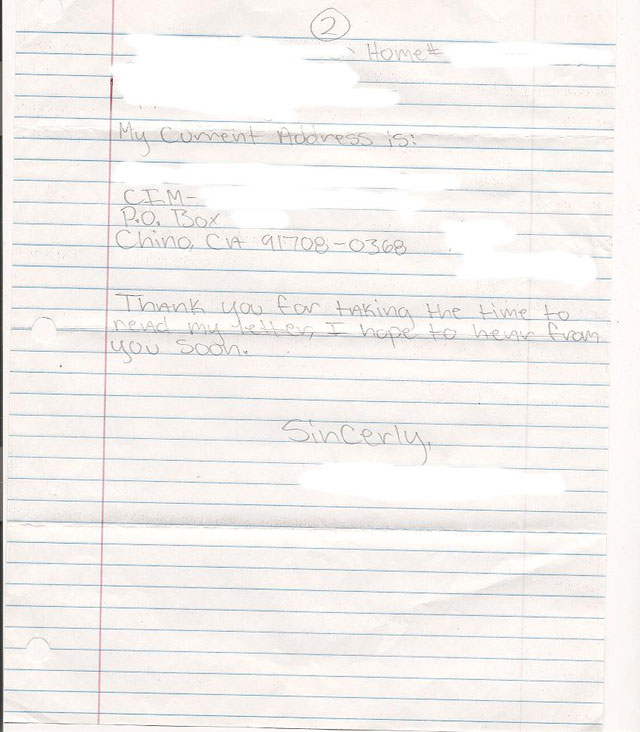 2
Home#
My Current Address is:
CIM-
P.O. Box
Chino, CA 91708-0368
Thank you for taking the time to
read my letter, I hope to hear from
you soon.
Sincerly,